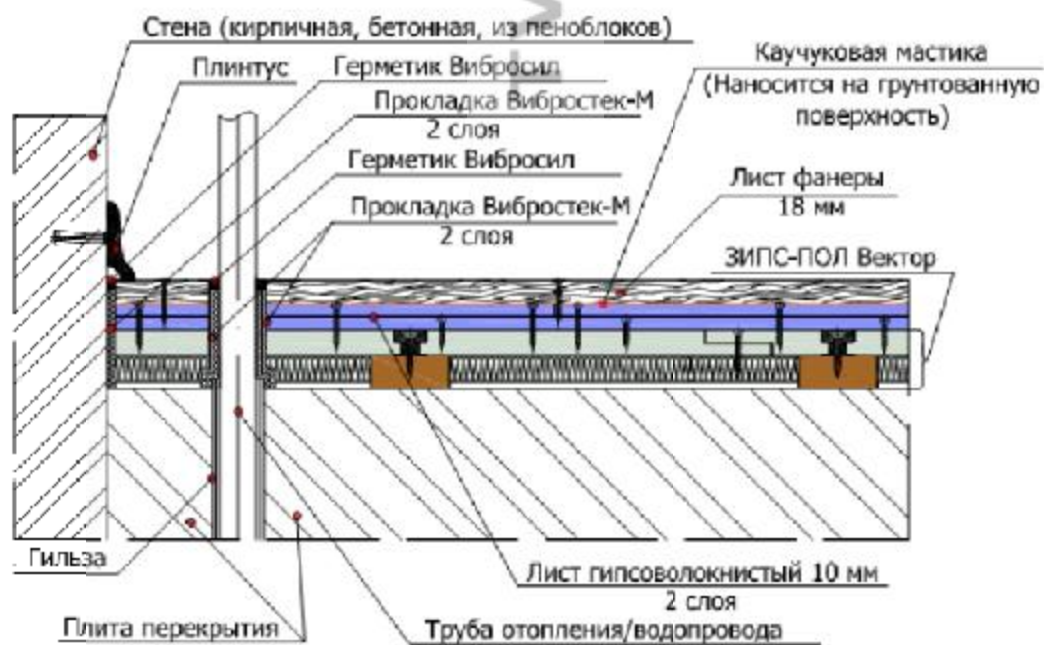 Стена (кирпичная, бетонная, из пеноблоков)
Плинтус
Герметик Вибросил
Прокладка Вибростек-М
2 слоя
Герметик Вибросил
Прокладка Вибростек-М
2 слоя
Каучуковая мастика
(Наносится на грунтованную
поверхность)
Лист фанеры
18 мм
ЗИПС-ПОЛ Вектор
Гильза
Лист гипсоволокнистый 10 мм
2 слоя
Плита перекрытия
Труба отопления/водопровода